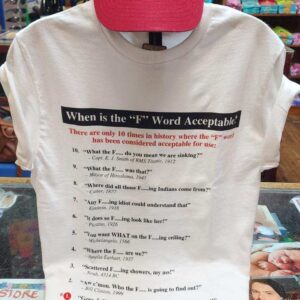 When is the "F" Word Acceptable?
There are only 10 times in history where the "F" word
has been considered acceptable for use:
10. "What the F.... do you mean we are sinking?"
Capt. E. J. Smith of RMS Titanic, 1912
9. "What the F.... was that?"
Mayor of Hiroshima, 1945
8. "Where did all those F....ing Indians come from?"
Custer, 1877
7. "Any F....ing idiot could understand that"
Einstein, 1938
6. "It does so F....ing look like her!"
Picasso, 1926
5. "You want WHAT on the F....ing ceiling?"
Michelangelo, 1566
4. "Where the F.... are we?"
Amelia Earhart, 1937
3. "Scattered F....ing showers, my ass!"
Noah, 4314 BC
2. "Aw c'mon. Who the F.... is going to find out?"
Bill Clinton, 1999
STORE